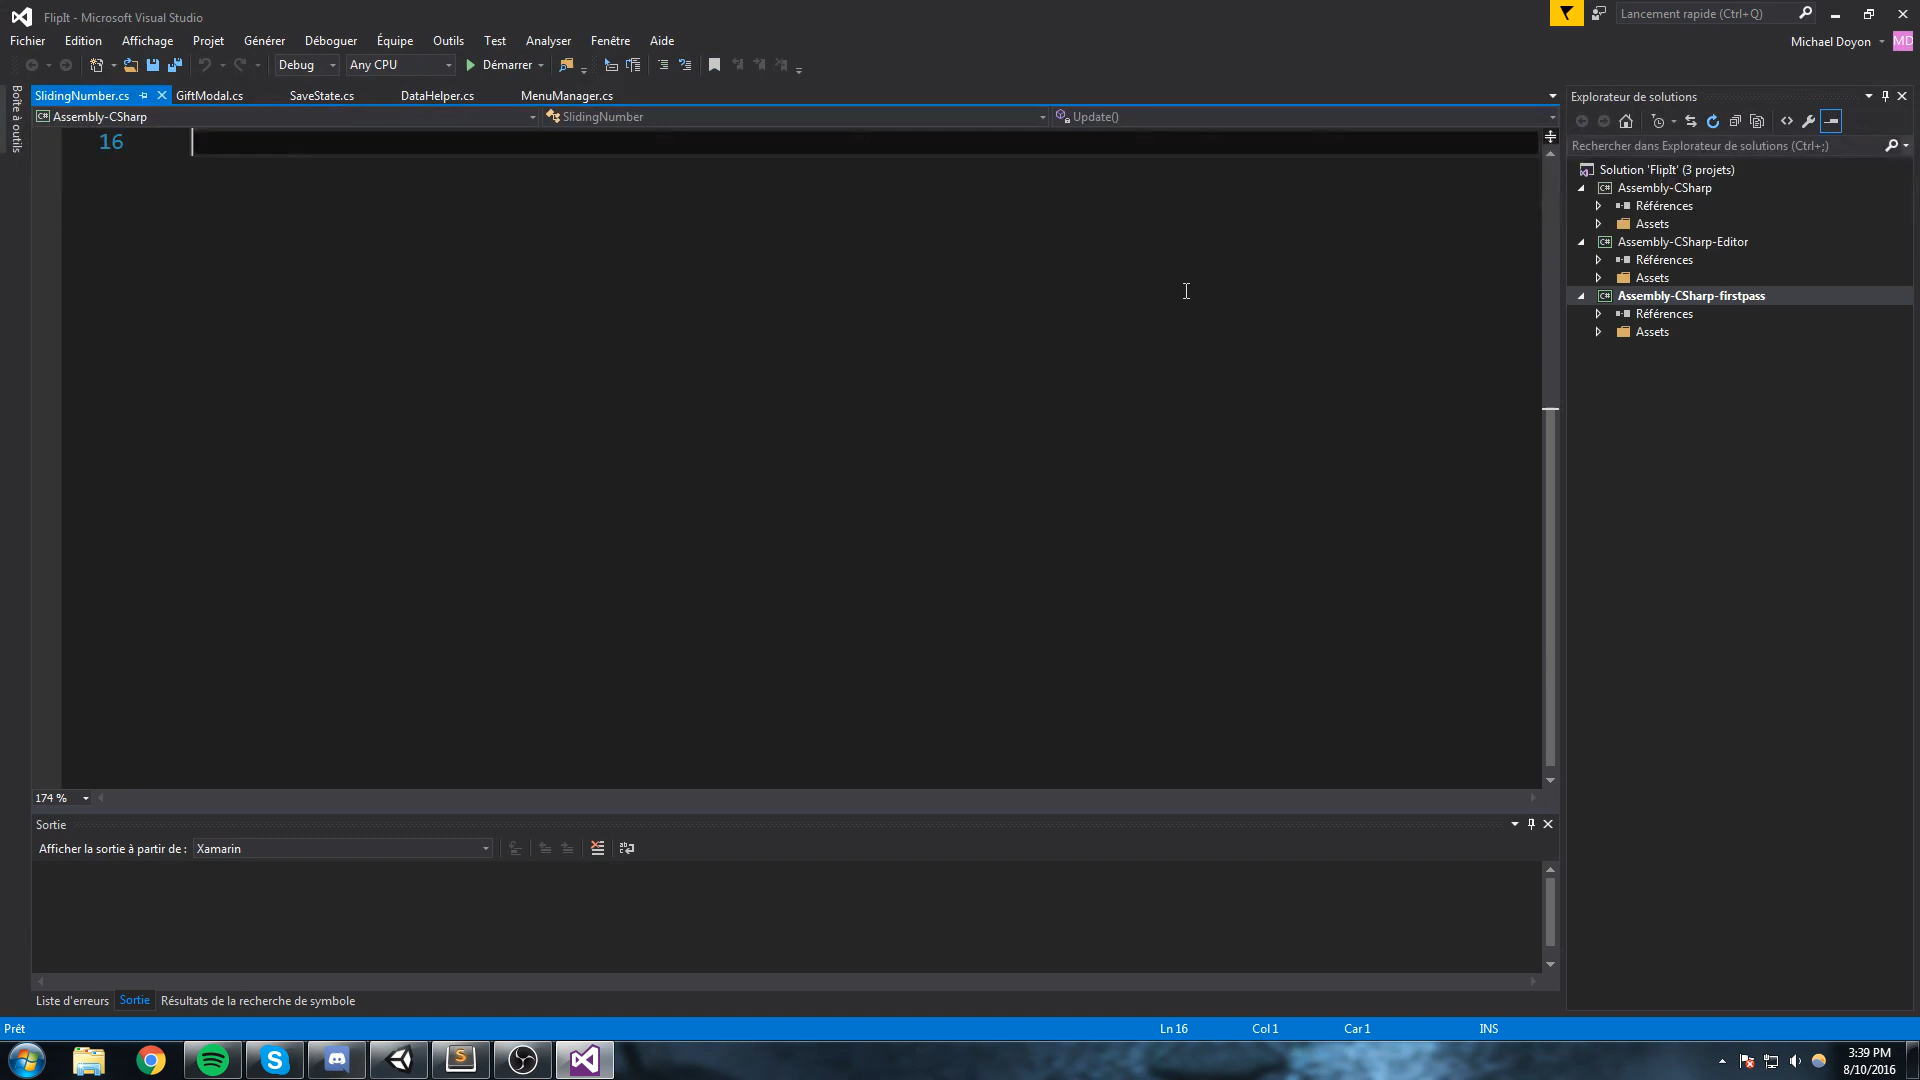 FlipIt - Microsoft Visual Studio
Lancement rapide (Ctrl+Q)
Fichier Edition Affichage Projet Générer Déboguer Équipe Outils Test Analyser Fenêtre Aide
Michael Doyon MD
Debug Any CPU Démarrer
Boîte à outils
SlidingNumber.cs GiftModal.cs SaveState.cs DataHelper.cs MenuManager.cs
Assembly-CSharp SlidingNumber Update()
16
Explorateur de solutions
Rechercher dans Explorateur de solutions (Ctrl+;)
Solution 'FlipIt' (3 projets)
Assembly-CSharp
Références
Assets
Assembly-CSharp-Editor
Références
Assets
Assembly-CSharp-firstpass
Références
Assets
174 %
Sortie
Afficher la sortie à partir de : Xamarin
Liste d'erreurs Sortie Résultats de la recherche de symbole
Prêt Ln 16 Col 1 Car 1 INS
3:39 PM
8/10/2016